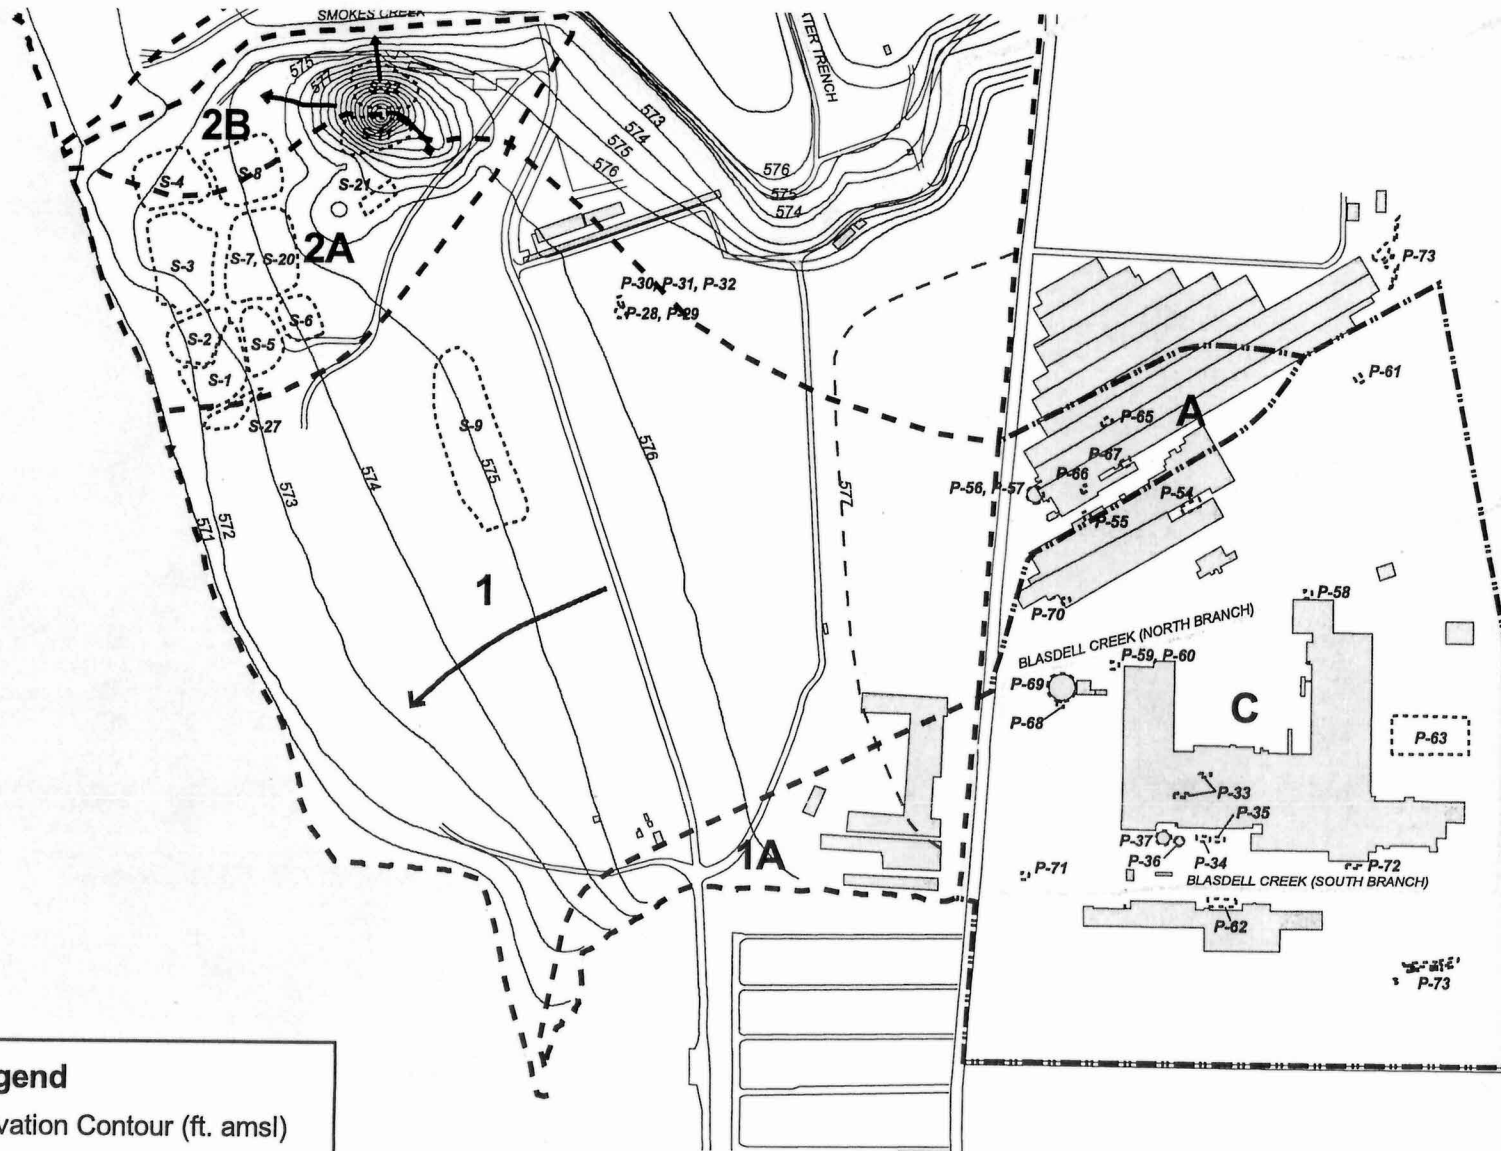 SMOKES CREEK
ATER TRENCH
575
577
S-22
2B
573
574
575
576
576
575
574
S-4
S-8
S-21
2A
S-3
S-7, S-20
P-30, P-31, P-32
P-28, P-29
P-73
S-6
S-2
S-5
S-1
S-27
P-61
A
P-65
S-9
576
P-67
P-66
574
575
577
P-56, P-57
P-54
573
P-55
571
572
1
P-58
P-70
BLASDELL CREEK (NORTH BRANCH)
P-59, P-60
P-69
C
P-68
P-63
P-33
P-35
P-37
P-36
P-34
1A
P-71
P-72
BLASDELL CREEK (SOUTH BRANCH)
P-62
P-73
gend
vation Contour (ft. amsl)